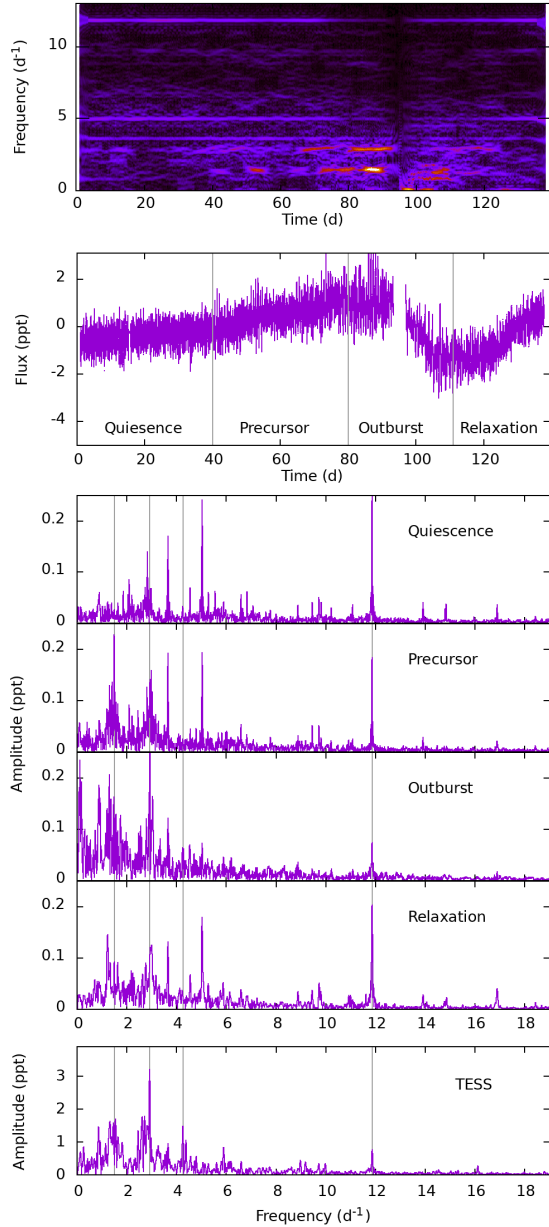 Frequency (d⁻¹)
10
5
0
0 20 40 60 80 100 120
Time (d)
Flux (ppt)
2
0
-2
-4
Quiesence Precursor Outburst Relaxation
0 20 40 60 80 100 120
Time (d)
Amplitude (ppt)
0.2
0.1
0
Quiescence
0.2
0.1
0
Precursor
0.2
0.1
0
Outburst
0.2
0.1
0
Relaxation
0 2 4 6 8 10 12 14 16 18
Amplitude (ppt)
3
2
1
0
TESS
0 2 4 6 8 10 12 14 16 18
Frequency (d⁻¹)